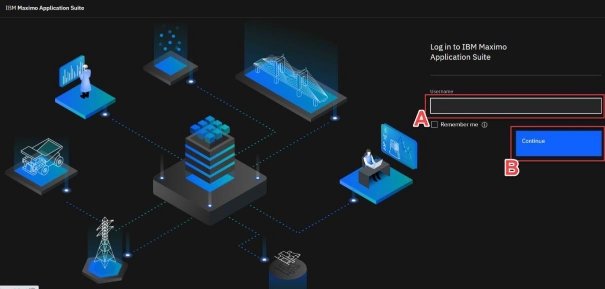 IBM Maximo Application Suite
Log in to IBM Maximo
Application Suite
Username
A
Remember me
Continue
B